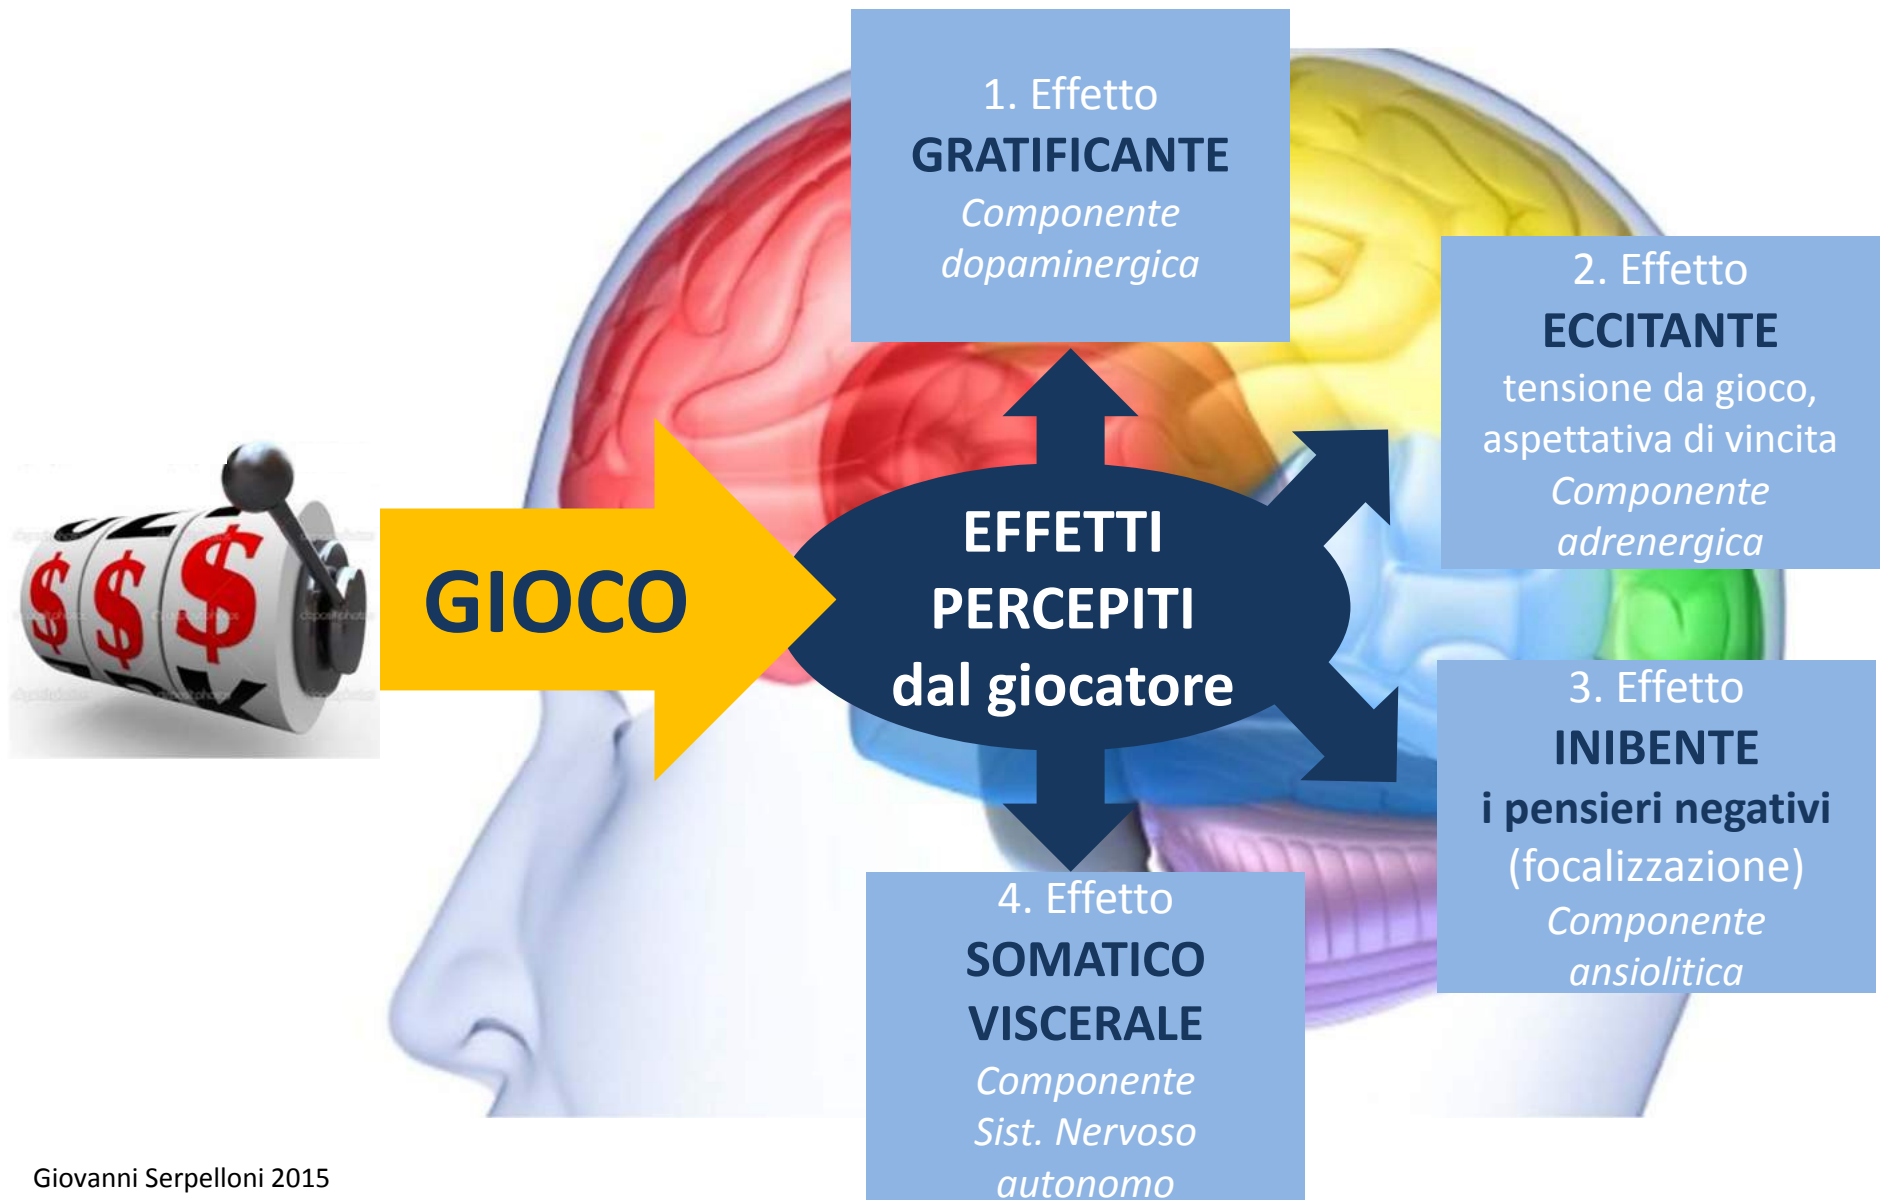 1. Effetto
GRATIFICANTE
Componente
dopaminergica
2. Effetto
ECCITANTE
tensione da gioco,
aspettativa di vincita
Componente
adrenergica
GIOCO
EFFETTI
PERCEPITI
dal giocatore
$ $ $
3. Effetto
INIBENTE
i pensieri negativi
(focalizzazione)
Componente
ansiolitica
4. Effetto
SOMATICO
VISCERALE
Componente
Sist. Nervoso
autonomo
Giovanni Serpelloni 2015